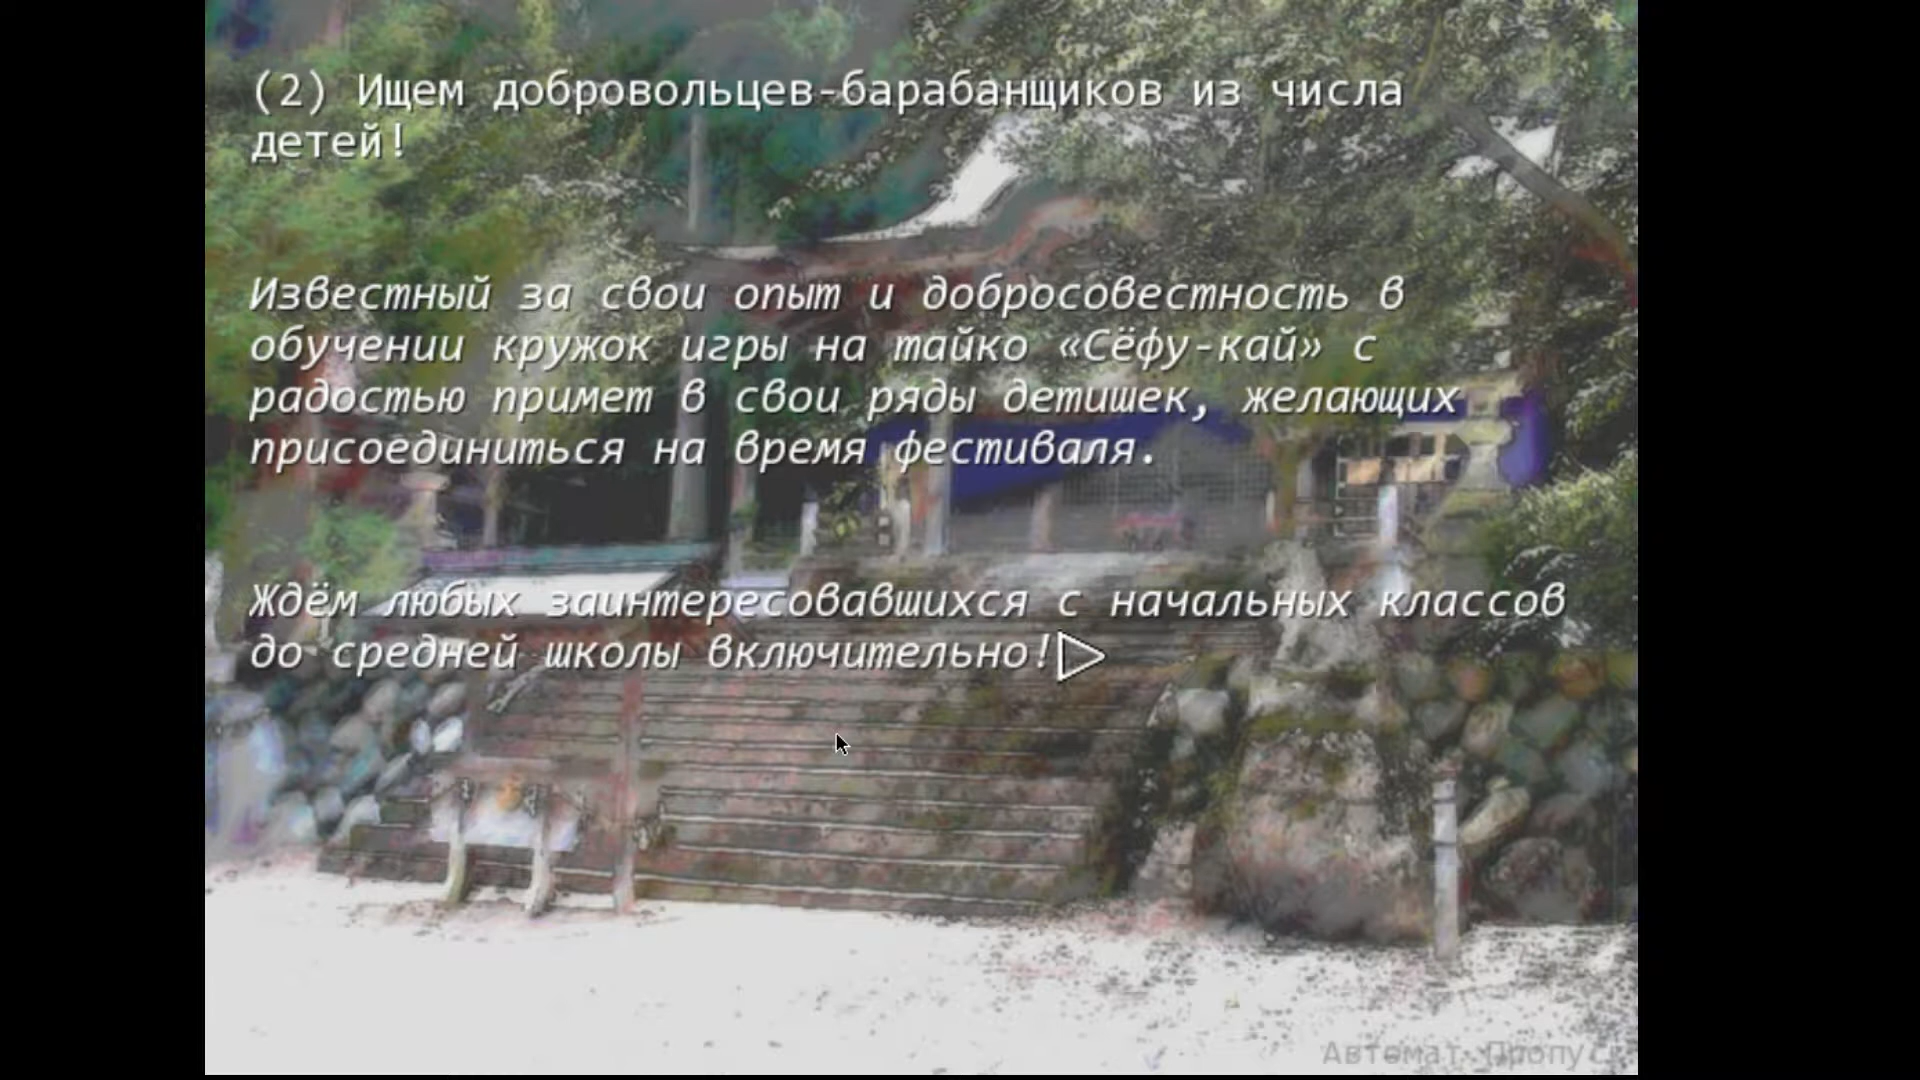 (2) Ищем добровольцев-барабанщиков из числа
детей!
Известный за свои опыт и добросовестность в
обучении кружок игры на тайко «Сёфу-кай» с
радостью примет в свои ряды детишек, желающих
присоединиться на время фестиваля.
Ждём любых заинтересовавшихся с начальных классов
до средней школы включительно!
Автомат Пропуск